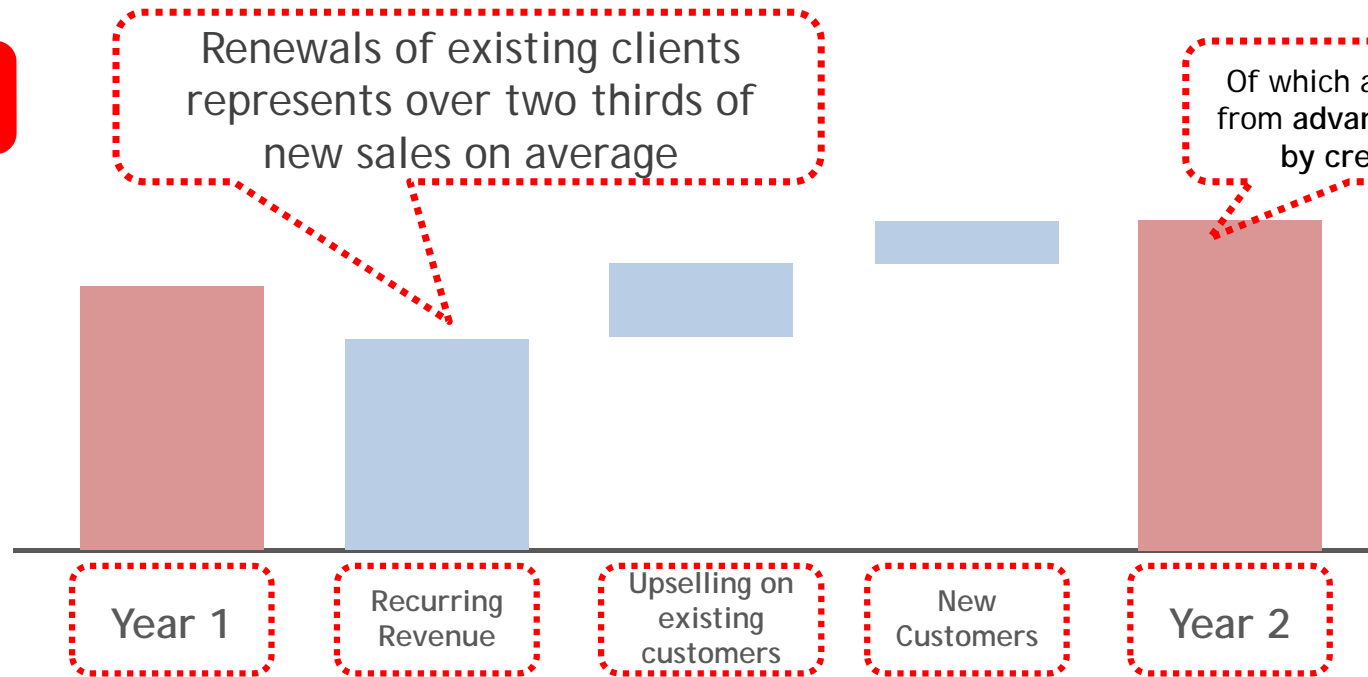 Renewals of existing clients
represents over two thirds of
new sales on average
Of which
from advan
by cre
Year 1
Recurring
Revenue
Upselling on
existing
customers
New
Customers
Year 2